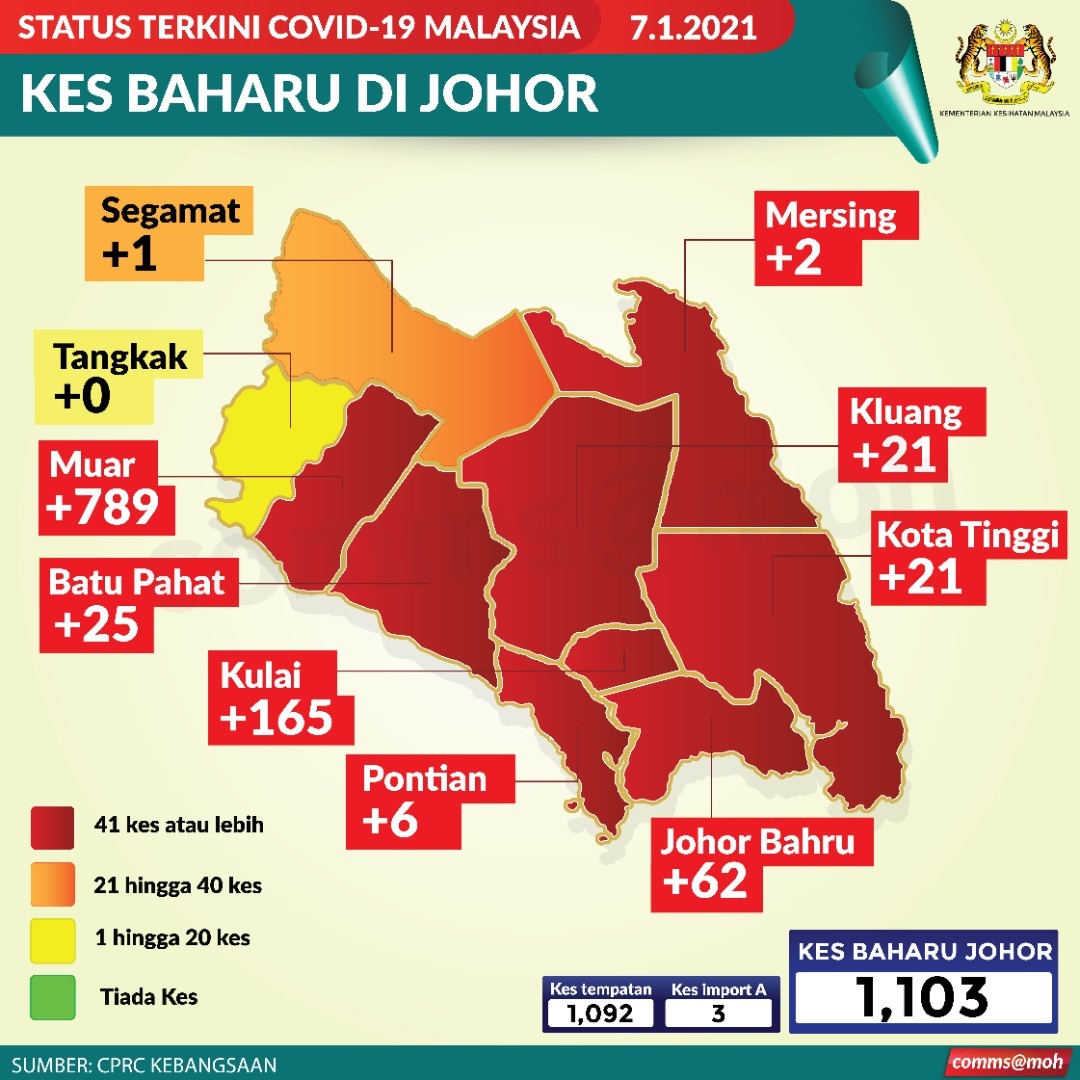 STATUS TERKINI COVID-19 MALAYSIA 7.1.2021
KES BAHARU DI JOHOR
KEMENTERIAN KESIHATAN MALAYSIA
Segamat
+1
Mersing
+2
Tangkak
+0
Kluang
+21
Muar
+789
Kota Tinggi
+21
Batu Pahat
+25
Kulai
+165
Pontian
+6
Johor Bahru
+62
41 kes atau lebih
21 hingga 40 kes
1 hingga 20 kes
Tiada Kes
Kes tempatan
1,092
Kes import A
3
KES BAHARU JOHOR
1,103
SUMBER: CPRC KEBANGSAAN
comms@moh